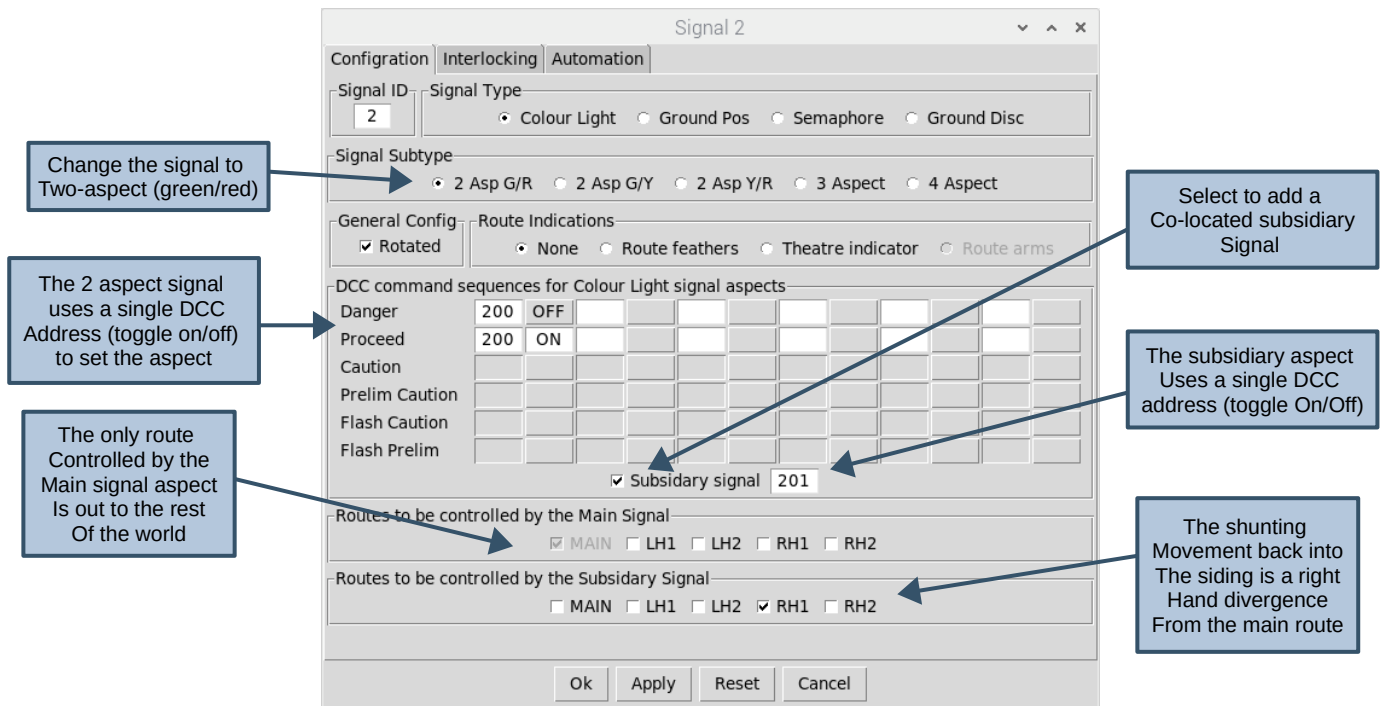 Signal 2
Configration Interlocking Automation
Signal ID Signal Type
2 Colour Light Ground Pos Semaphore Ground Disc
Signal Subtype
2 Asp G/R 2 Asp G/Y 2 Asp Y/R 3 Aspect 4 Aspect
General Config Route Indications
Rotated None Route feathers Theatre indicator Route arms
DCC command sequences for Colour Light signal aspects
Danger 200 OFF
Proceed 200 ON
Caution
Prelim Caution
Flash Caution
Flash Prelim
Subsidary signal 201
Routes to be controlled by the Main Signal
MAIN LH1 LH2 RH1 RH2
Routes to be controlled by the Subsidary Signal
MAIN LH1 LH2 RH1 RH2
Ok Apply Reset Cancel
Change the signal to
Two-aspect (green/red)
The 2 aspect signal
uses a single DCC
Address (toggle on/off)
to set the aspect
The only route
Controlled by the
Main signal aspect
Is out to the rest
Of the world
Select to add a
Co-located subsidiary
Signal
The subsidiary aspect
Uses a single DCC
address (toggle On/Off)
The shunting
Movement back into
The siding is a right
Hand divergence
From the main route